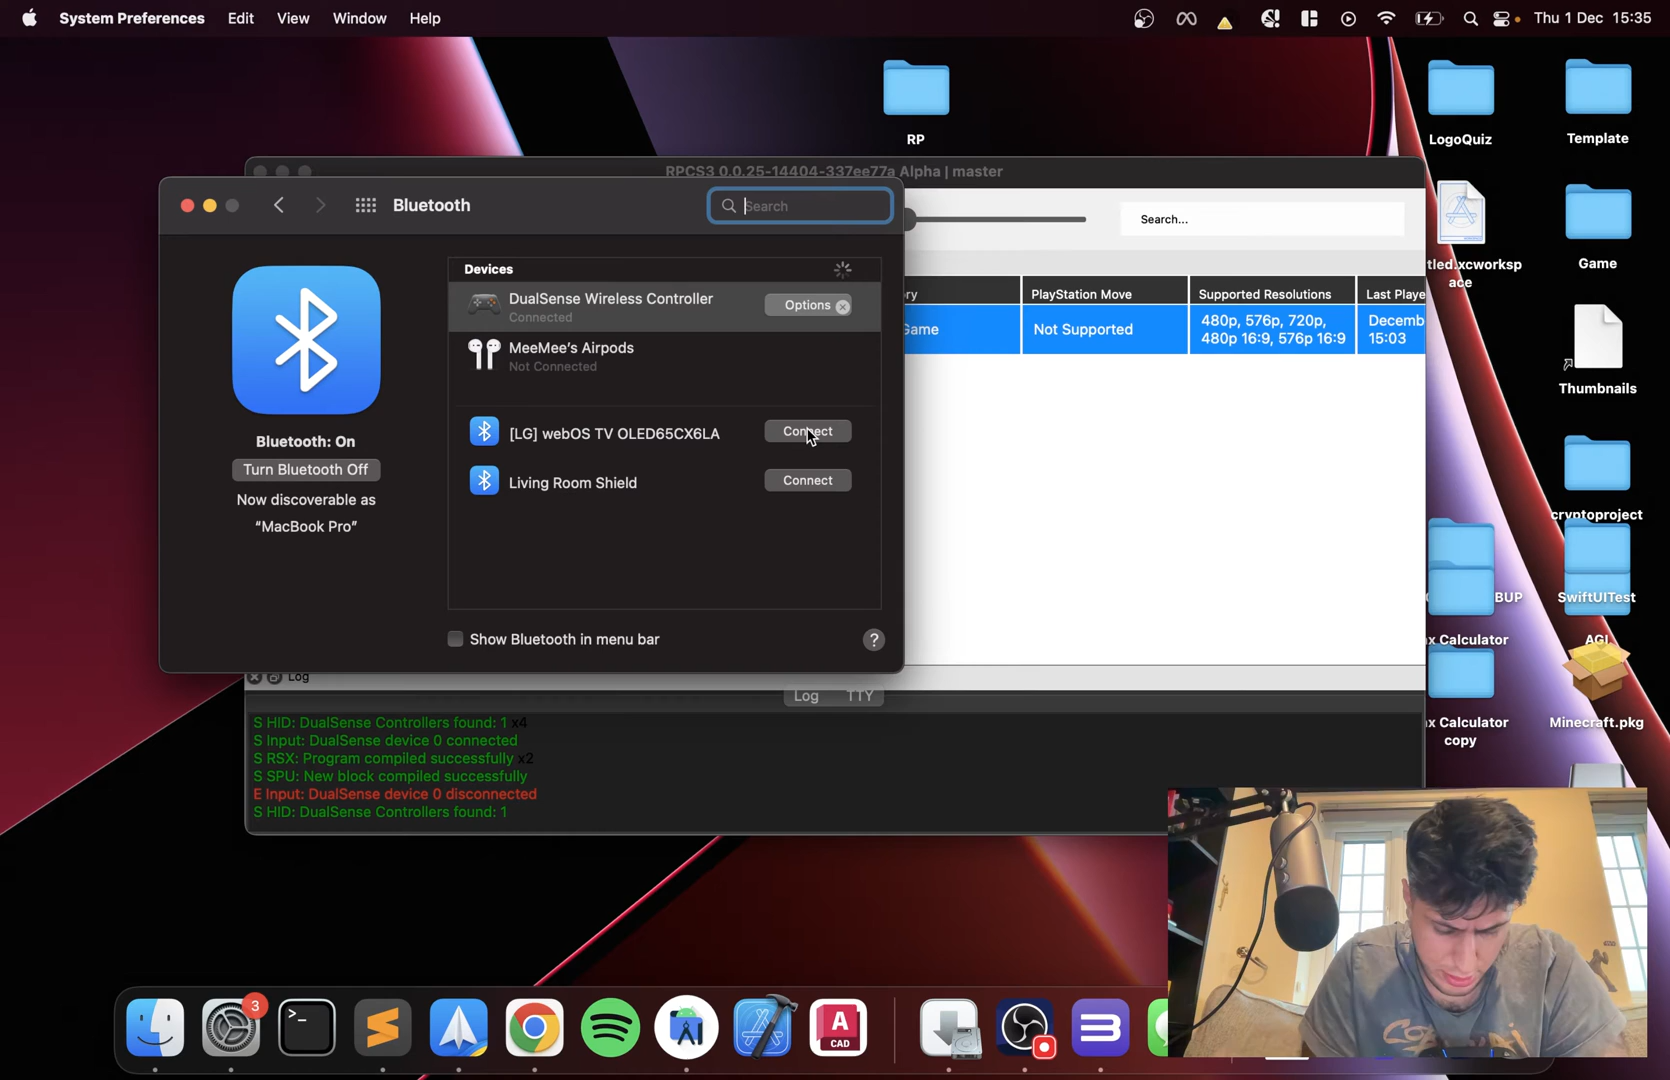 System Preferences Edit View Window Help
Thu 1 Dec 15:35
RP
LogoQuiz
Template
RPCS3 0.0.25-14404-337ee77a Alpha | master
Bluetooth
Search
Search...
tled.xcworksp
ace
Game
Devices
DualSense Wireless Controller
Connected
Options
MeeMee's Airpods
Not Connected
[LG] webOS TV OLED65CX6LA
Connect
Living Room Shield
Connect
Bluetooth: On
Turn Bluetooth Off
Now discoverable as
“MacBook Pro”
Show Bluetooth in menu bar
?
ry
PlayStation Move
Supported Resolutions
Last Playe
Game
Not Supported
480p, 576p, 720p,
480p 16:9, 576p 16:9
Decemb
15:03
Thumbnails
cryptoproject
BUP
SwiftUITest
x Calculator
AGI
x Calculator
copy
Minecraft.pkg
Log
Log TTY
S HID: DualSense Controllers found: 1 x4
S Input: DualSense device 0 connected
S RSX: Program compiled successfully x2
S SPU: New block compiled successfully
E Input: DualSense device 0 disconnected
S HID: DualSense Controllers found: 1
3
>_
A
CAD